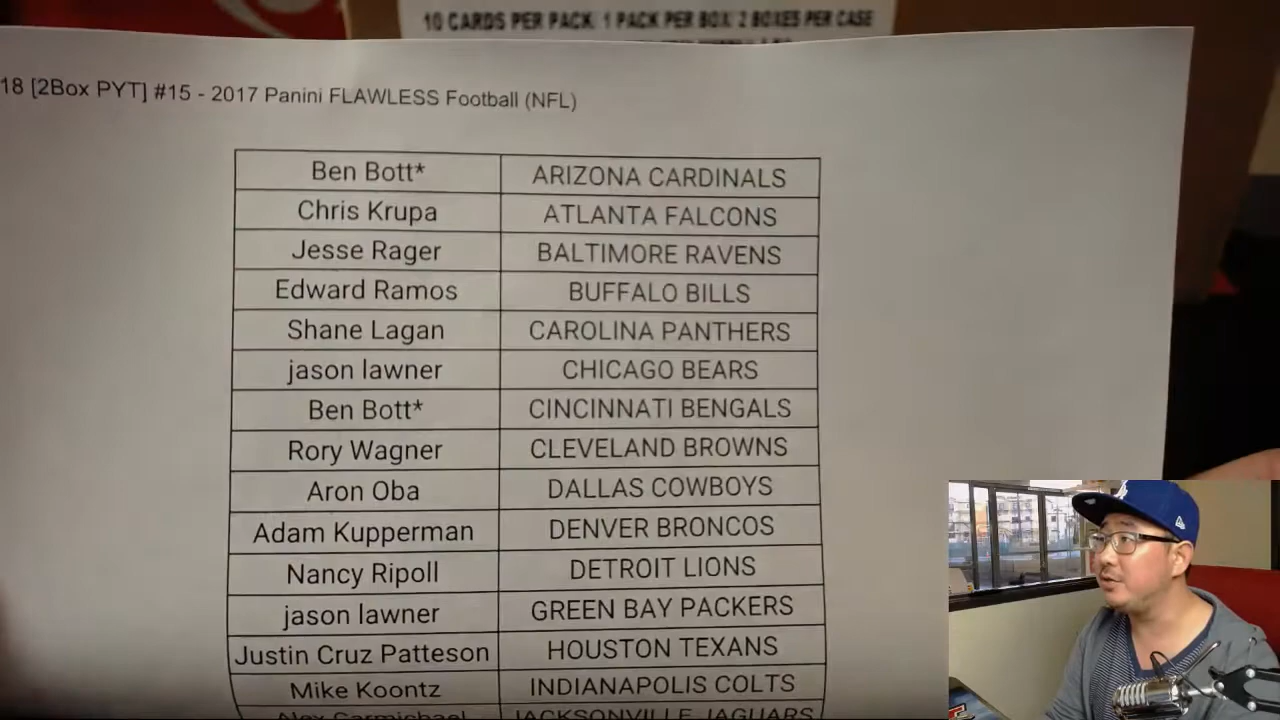 10 CARDS PER PACK 1 PACK PER BOX 2 BOXES PER CASE
18 [2Box PYT] #15 - 2017 Panini FLAWLESS Football (NFL)
Ben Bott* ARIZONA CARDINALS
Chris Krupa ATLANTA FALCONS
Jesse Rager BALTIMORE RAVENS
Edward Ramos BUFFALO BILLS
Shane Lagan CAROLINA PANTHERS
jason lawner CHICAGO BEARS
Ben Bott* CINCINNATI BENGALS
Rory Wagner CLEVELAND BROWNS
Aron Oba DALLAS COWBOYS
Adam Kupperman DENVER BRONCOS
Nancy Ripoll DETROIT LIONS
jason lawner GREEN BAY PACKERS
Justin Cruz Patteson HOUSTON TEXANS
Mike Koontz INDIANAPOLIS COLTS
Alex Carmichael JACKSONVILLE JAGUARS